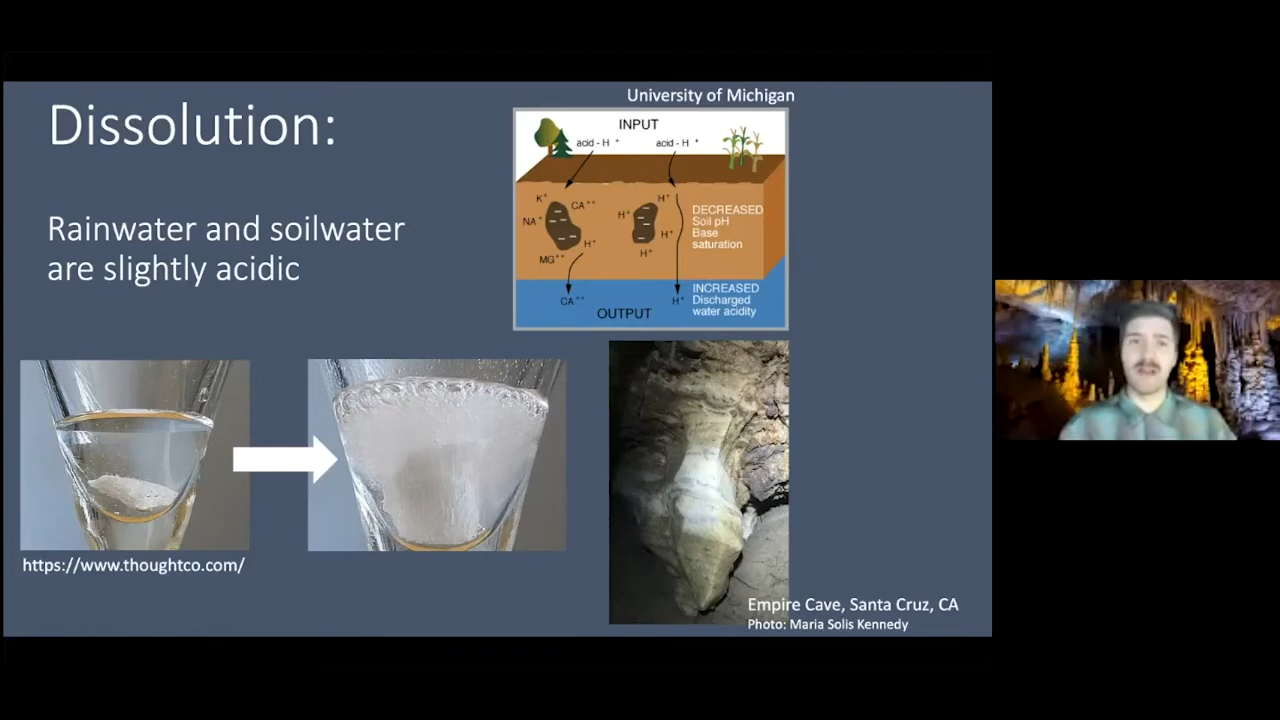 Dissolution:
Rainwater and soilwater
are slightly acidic
University of Michigan
INPUT
acid - H +
acid - H +
K+
CA++
NA+
H+
MG++
H+
H+
H+
H+
DECREASED
Soil pH
Base
saturation
CA++
H+
INCREASED
Discharged
water acidity
OUTPUT
https://www.thoughtco.com/
Empire Cave, Santa Cruz, CA
Photo: Maria Solis Kennedy